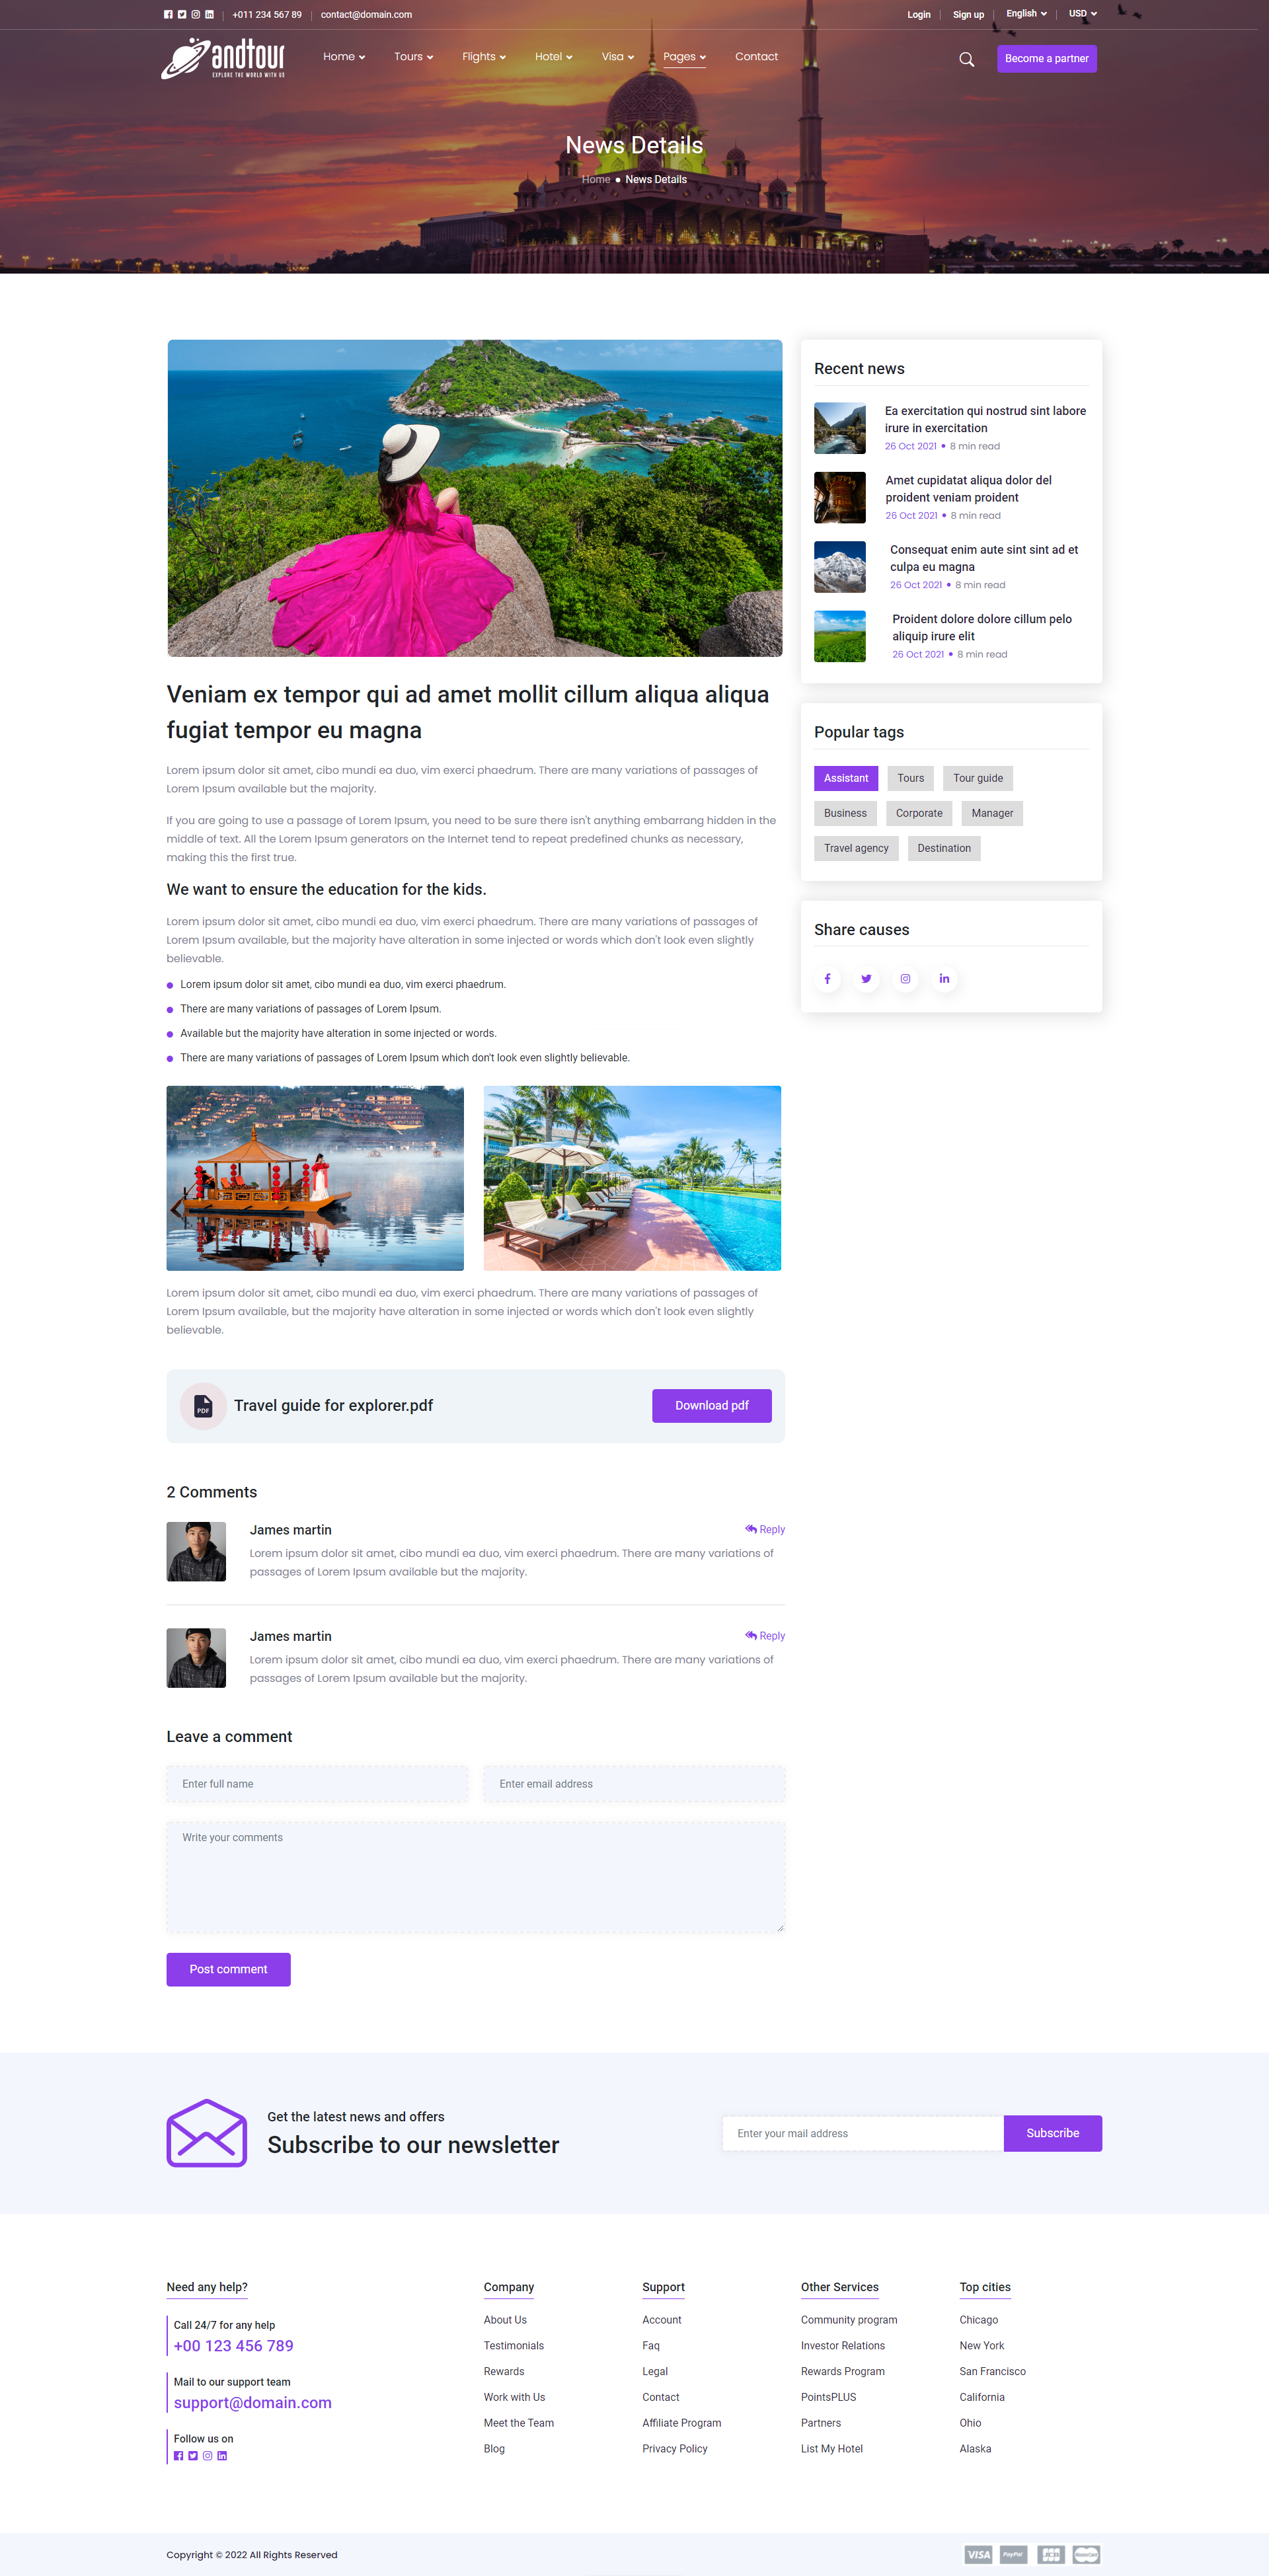 +011 234 567 89
contact@domain.com
Login
Sign up
English
USD
andtour
EXPLORE THE WORLD WITH US
Home
Tours
Flights
Hotel
Visa
Pages
Contact
Become a partner
News Details
Home
News Details
Veniam ex tempor qui ad amet mollit cillum aliqua aliqua
fugiat tempor eu magna
Lorem ipsum dolor sit amet, cibo mundi ea duo, vim exerci phaedrum. There are many variations of passages of
Lorem Ipsum available but the majority.
If you are going to use a passage of Lorem Ipsum, you need to be sure there isn't anything embarrang hidden in the
middle of text. All the Lorem Ipsum generators on the Internet tend to repeat predefined chunks as necessary,
making this the first true.
We want to ensure the education for the kids.
Lorem ipsum dolor sit amet, cibo mundi ea duo, vim exerci phaedrum. There are many variations of passages of
Lorem Ipsum available, but the majority have alteration in some injected or words which don't look even slightly
believable.
Lorem ipsum dolor sit amet, cibo mundi ea duo, vim exerci phaedrum.
There are many variations of passages of Lorem Ipsum.
Available but the majority have alteration in some injected or words.
There are many variations of passages of Lorem Ipsum which don't look even slightly believable.
Lorem ipsum dolor sit amet, cibo mundi ea duo, vim exerci phaedrum. There are many variations of passages of
Lorem Ipsum available, but the majority have alteration in some injected or words which don't look even slightly
believable.
PDF
Travel guide for explorer.pdf
Download pdf
2 Comments
James martin
Reply
Lorem ipsum dolor sit amet, cibo mundi ea duo, vim exerci phaedrum. There are many variations of
passages of Lorem Ipsum available but the majority.
James martin
Reply
Lorem ipsum dolor sit amet, cibo mundi ea duo, vim exerci phaedrum. There are many variations of
passages of Lorem Ipsum available but the majority.
Leave a comment
Enter full name
Enter email address
Write your comments
Post comment
Recent news
Ea exercitation qui nostrud sint labore
irure in exercitation
26 Oct 2021
8 min read
Amet cupidatat aliqua dolor del
proident veniam proident
26 Oct 2021
8 min read
Consequat enim aute sint sint ad et
culpa eu magna
26 Oct 2021
8 min read
Proident dolore dolore cillum pelo
aliquip irure elit
26 Oct 2021
8 min read
Popular tags
Assistant
Tours
Tour guide
Business
Corporate
Manager
Travel agency
Destination
Share causes
Get the latest news and offers
Subscribe to our newsletter
Enter your mail address
Subscribe
Need any help?
Call 24/7 for any help
+00 123 456 789
Mail to our support team
support@domain.com
Follow us on
Company
About Us
Testimonials
Rewards
Work with Us
Meet the Team
Blog
Support
Account
Faq
Legal
Contact
Affiliate Program
Privacy Policy
Other Services
Community program
Investor Relations
Rewards Program
PointsPLUS
Partners
List My Hotel
Top cities
Chicago
New York
San Francisco
California
Ohio
Alaska
Copyright © 2022 All Rights Reserved
VISA
PayPal
JCB